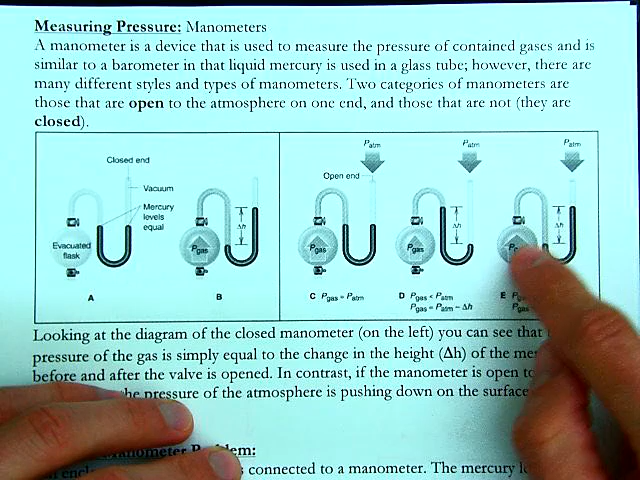 Measuring Pressure: Manometers
A manometer is a device that is used to measure the pressure of contained gases and is
similar to a barometer in that liquid mercury is used in a glass tube; however, there are
many different styles and types of manometers. Two categories of manometers are
those that are open to the atmosphere on one end, and those that are not (they are
closed).
Closed end
Vacuum
Mercury
levels
equal
Evacuated
flask
A
Pgas
Δh
B
Patm
Open end
Pgas
C Pgas = Patm
Patm
Δh
Pgas
D Pgas < Patm
Pgas = Patm - Δh
Patm
Δh
E
Pgas
Looking at the diagram of the closed manometer (on the left) you can see that
pressure of the gas is simply equal to the change in the height (Δh) of the
before and after the valve is opened. In contrast, if the manometer is open
the pressure of the atmosphere is pushing down on the surface
Manometer
connected to a manometer. The mercury